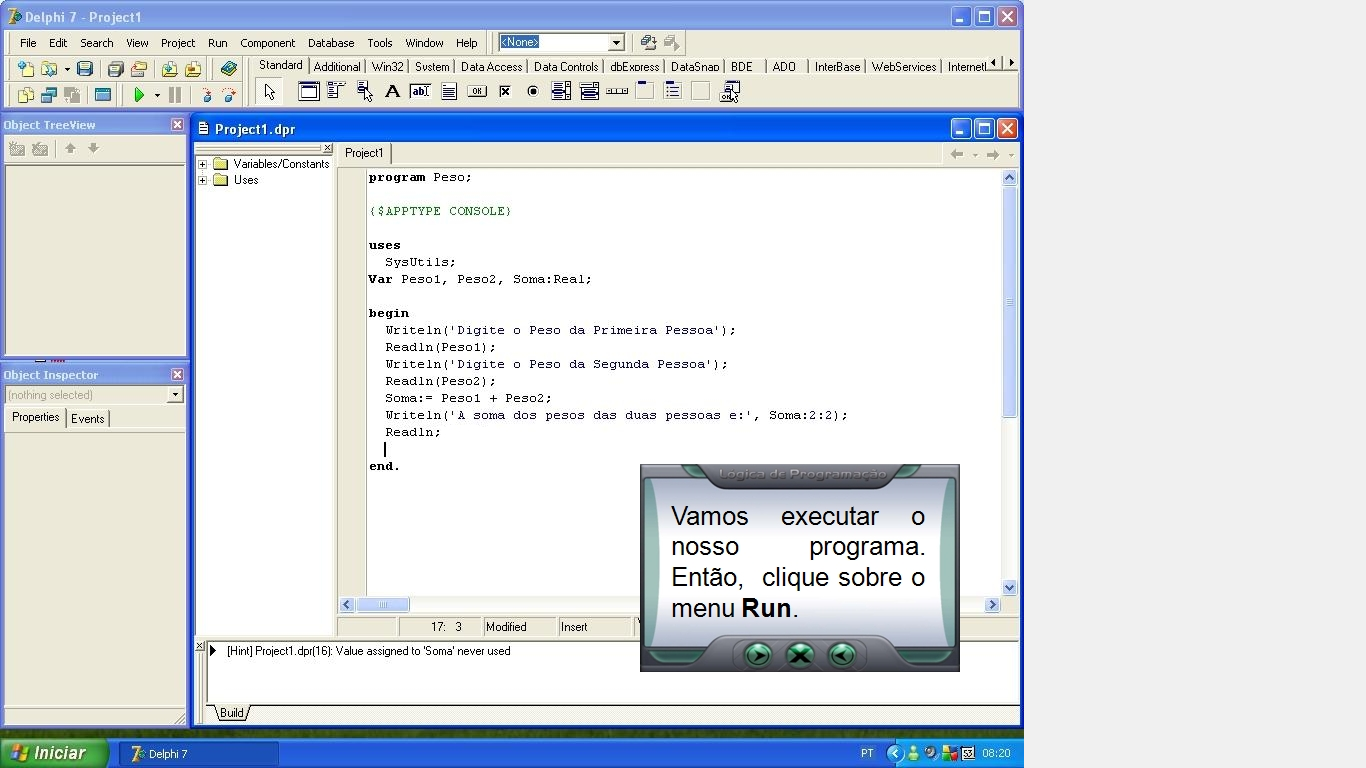 Delphi 7 - Project1
File Edit Search View Project Run Component Database Tools Window Help <None>
Standard Additional Win32 System Data Access Data Controls dbExpress DataSnap BDE ADO InterBase WebServices InternetE
Object TreeView
Project1.dpr
Variables/Constants
Uses
Project1
program Peso;
{$APPTYPE CONSOLE}
uses
SysUtils;
Var Peso1, Peso2, Soma:Real;
begin
Writeln('Digite o Peso da Primeira Pessoa');
Readln(Peso1);
Writeln('Digite o Peso da Segunda Pessoa');
Readln(Peso2);
Soma:= Peso1 + Peso2;
Writeln('A soma dos pesos das duas pessoas e:', Soma:2:2);
Readln;
end.
Object Inspector
(nothing selected)
Properties Events
Lógica de Programação
Vamos executar o
nosso programa.
Então, clique sobre o
menu Run.
17: 3 Modified Insert
[Hint] Project1.dpr(16): Value assigned to 'Soma' never used
Build
Iniciar Delphi 7 PT 08:20